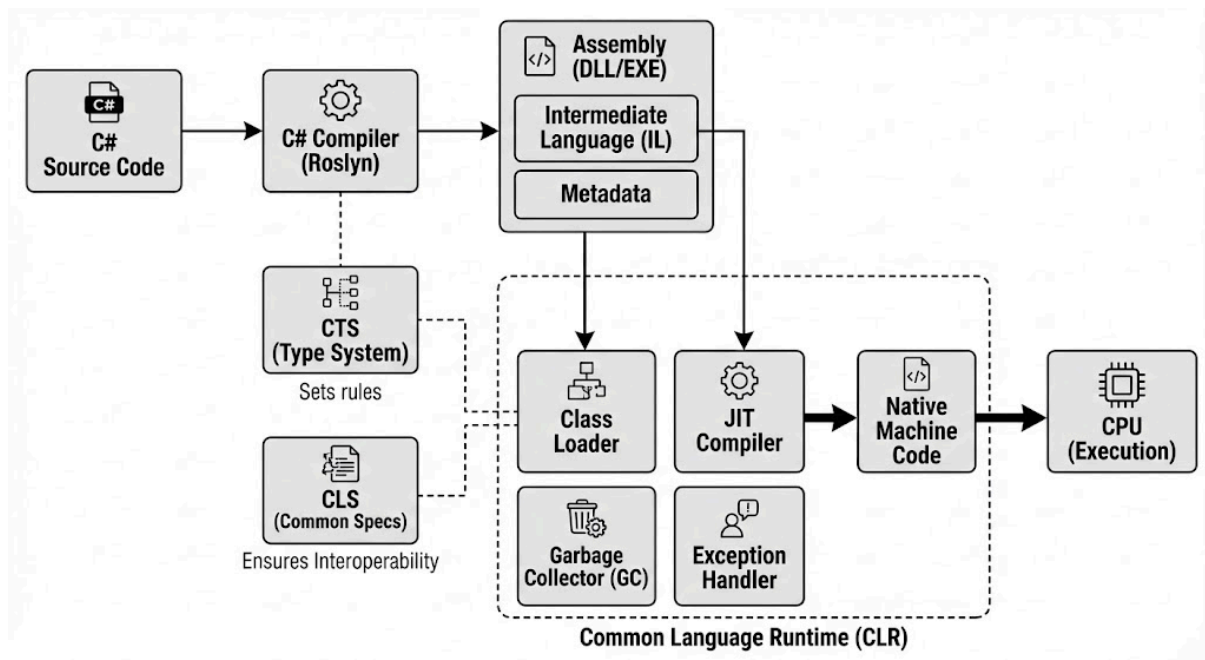 C#
C#
Source Code
C# Compiler
(Roslyn)
</>
Assembly
(DLL/EXE)
Intermediate
Language (IL)
Metadata
CTS
(Type System)
Sets rules
CLS
(Common Specs)
Ensures Interoperability
Class
Loader
JIT
Compiler
</>
Native
Machine
Code
CPU
(Execution)
Garbage
Collector (GC)
!
Exception
Handler
Common Language Runtime (CLR)